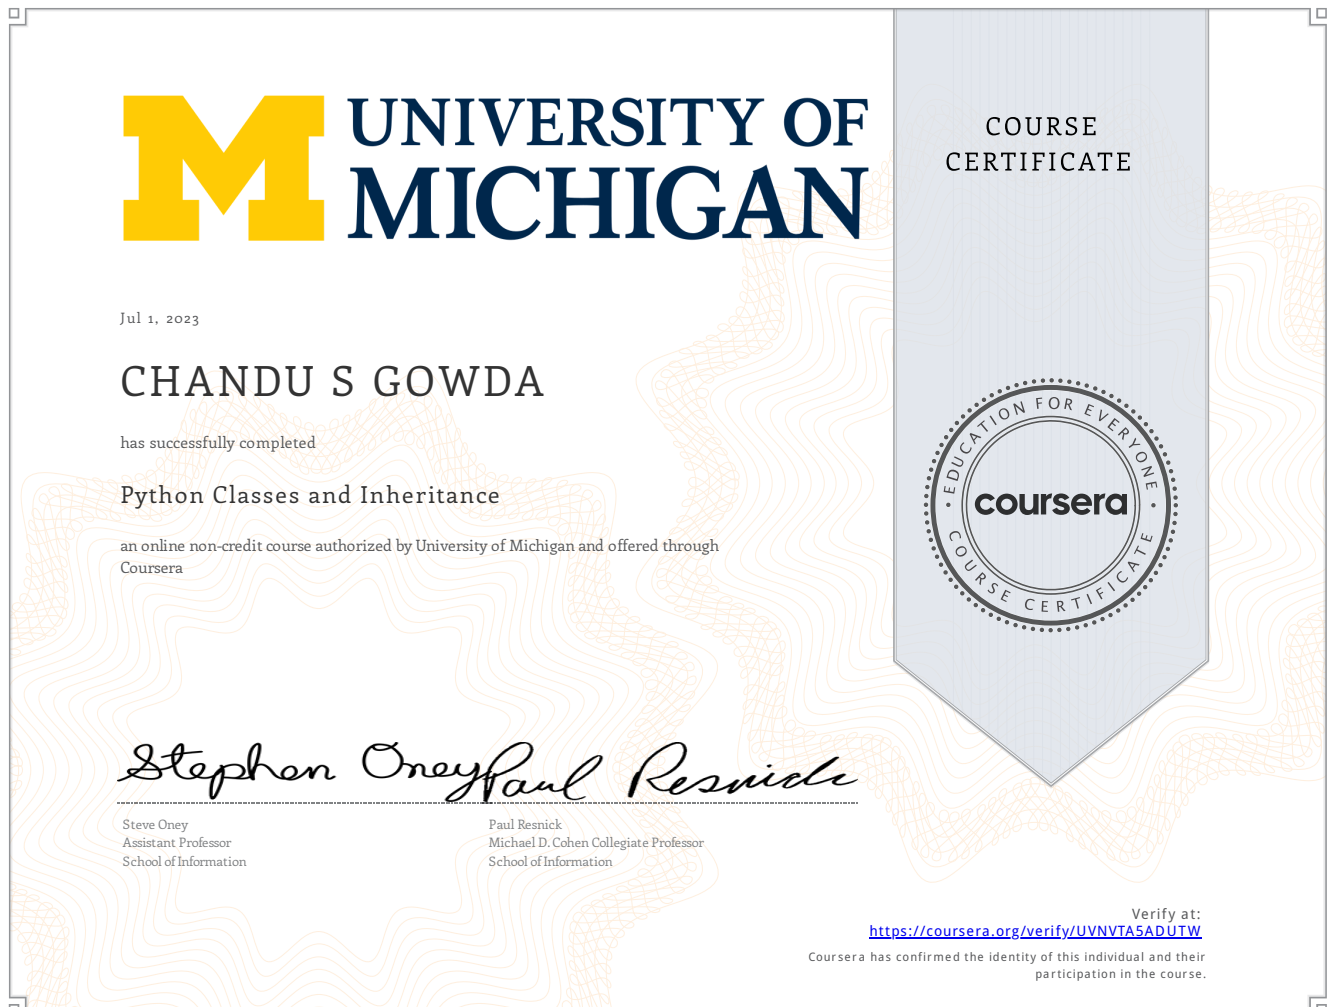 UNIVERSITY OF
MICHIGAN
COURSE
CERTIFICATE
Jul 1, 2023
CHANDU S GOWDA
has successfully completed
Python Classes and Inheritance
an online non-credit course authorized by University of Michigan and offered through
Coursera
EDUCATION FOR EVERYONE
coursera
COURSE CERTIFICATE
Stephen Oney Paul Resnick
Steve Oney
Assistant Professor
School of Information
Paul Resnick
Michael D. Cohen Collegiate Professor
School of Information
Verify at:
https://coursera.org/verify/UVNVTA5ADUTW
Coursera has confirmed the identity of this individual and their
participation in the course.